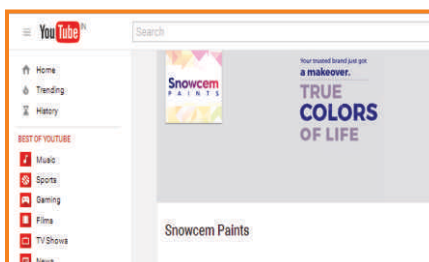 YouTube IN
Search
Home
Trending
History
BEST OF YOUTUBE
Music
Sports
Gaming
Films
TV Shows
News
Snowcem
PAINTS
Your trusted brand just got
a makeover.
TRUE
COLORS
OF LIFE
Snowcem Paints